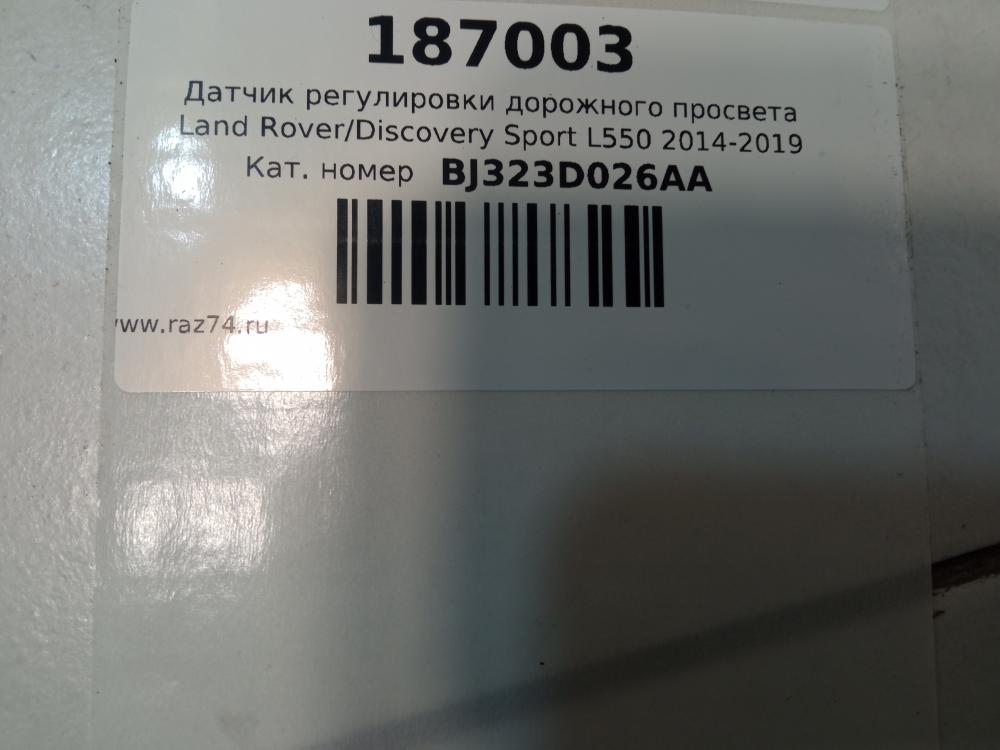 187003
Датчик регулировки дорожного просвета
Land Rover/Discovery Sport L550 2014-2019
Кат. номер BJ323D026AA
www.raz74.ru